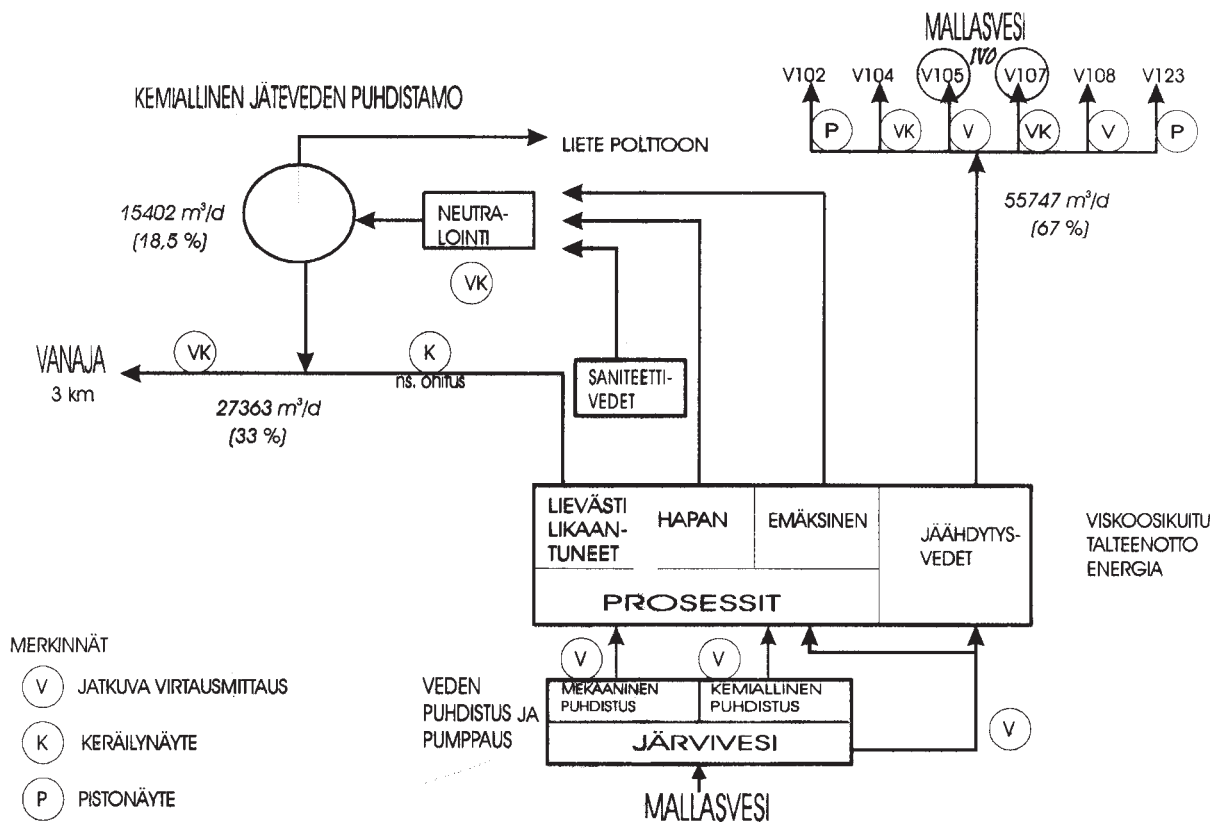 MALLASVESI
IVO
V102 V104 V105 V107 V108 V123
P VK V VK V P
KEMIALLINEN JÄTEVEDEN PUHDISTAMO
LIETE POLTTOON
15402 m³/d
(18,5 %)
NEUTRA-
LOINTI
VK
55747 m³/d
(67 %)
VANAJA
3 km
VK
K
ns. ohitus
27363 m³/d
(33 %)
SANITEETTI-
VEDET
LIEVÄSTI
LIKAAN-
TUNEET
HAPAN
EMÄKSINEN
JÄÄHDYTYS-
VEDET
PROSESSIT
VISKOOSIKUITU
TALTEENOTTO
ENERGIA
V
V
VEDEN
PUHDISTUS JA
PUMPPAUS
MEKAANINEN
PUHDISTUS
KEMIALLINEN
PUHDISTUS
JÄRVIVESI
V
MALLASVESI
MERKINNÄT
V JATKUVA VIRTAUSMITTAUS
K KERÄILYNÄYTE
P PISTONÄYTE